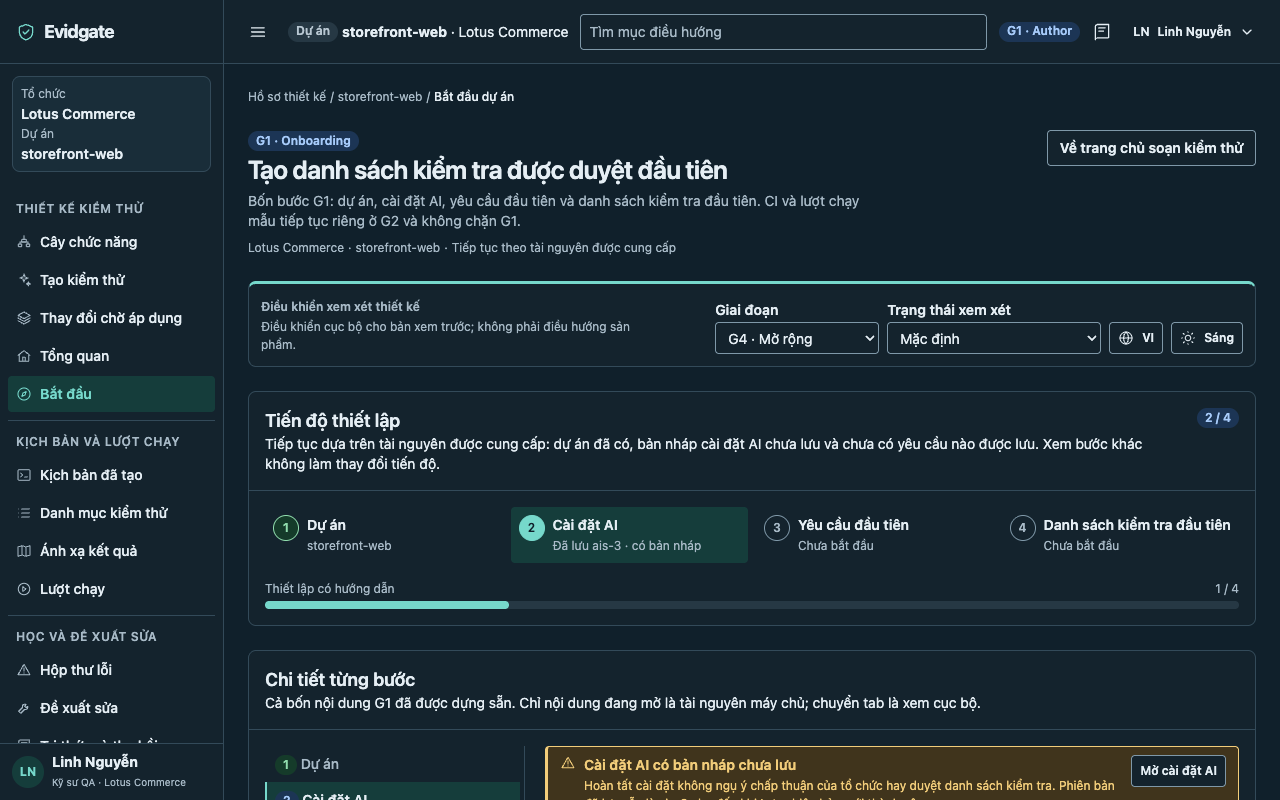 Evidgate
Dự án storefront-web · Lotus Commerce
Tìm mục điều hướng
G1 · Author
LN Linh Nguyễn
Tổ chức
Lotus Commerce
Dự án
storefront-web
THIẾT KẾ KIỂM THỬ
Cây chức năng
Tạo kiểm thử
Thay đổi chờ áp dụng
Tổng quan
Bắt đầu
KỊCH BẢN VÀ LƯỢT CHẠY
Kịch bản đã tạo
Danh mục kiểm thử
Ánh xạ kết quả
Lượt chạy
HỌC VÀ ĐỀ XUẤT SỬA
Hộp thư lỗi
Đề xuất sửa
LN
Linh Nguyễn
Kỹ sư QA · Lotus Commerce
Hồ sơ thiết kế / storefront-web / Bắt đầu dự án
G1 · Onboarding
Tạo danh sách kiểm tra được duyệt đầu tiên
Về trang chủ soạn kiểm thử
Bốn bước G1: dự án, cài đặt AI, yêu cầu đầu tiên và danh sách kiểm tra đầu tiên. CI và lượt chạy
mẫu tiếp tục riêng ở G2 và không chặn G1.
Lotus Commerce · storefront-web · Tiếp tục theo tài nguyên được cung cấp
Điều khiển xem xét thiết kế
Điều khiển cục bộ cho bản xem trước; không phải điều hướng sản
phẩm.
Giai đoạn
G4 · Mở rộng
Trạng thái xem xét
Mặc định
VI
Sáng
Tiến độ thiết lập
2 / 4
Tiếp tục dựa trên tài nguyên được cung cấp: dự án đã có, bản nháp cài đặt AI chưa lưu và chưa có yêu cầu nào được lưu. Xem bước khác
không làm thay đổi tiến độ.
1 Dự án
storefront-web
2 Cài đặt AI
Đã lưu ais-3 · có bản nháp
3 Yêu cầu đầu tiên
Chưa bắt đầu
4 Danh sách kiểm tra đầu tiên
Chưa bắt đầu
Thiết lập có hướng dẫn
1 / 4
Chi tiết từng bước
Cả bốn nội dung G1 đã được dựng sẵn. Chỉ nội dung đang mở là tài nguyên máy chủ; chuyển tab là xem cục bộ.
1 Dự án
2 Cài đặt AI
Cài đặt AI có bản nháp chưa lưu
Hoàn tất cài đặt không ngụ ý chấp thuận của tổ chức hay duyệt danh sách kiểm tra. Phiên bản
Mở cài đặt AI